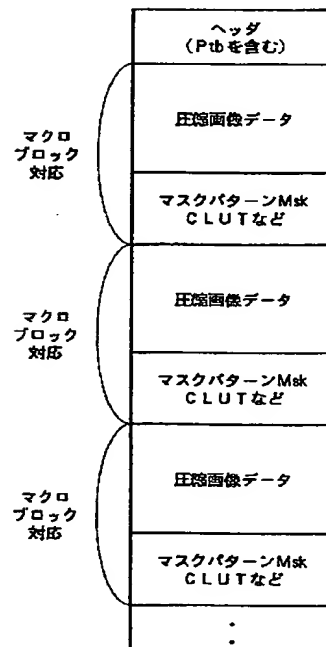 ヘッダ
(Ptbを含む)
マクロ
ブロック
対応
圧縮画像データ
マスクパターンMsk
CLUTなど
マクロ
ブロック
対応
圧縮画像データ
マスクパターンMsk
CLUTなど
マクロ
ブロック
対応
圧縮画像データ
マスクパターンMsk
CLUTなど